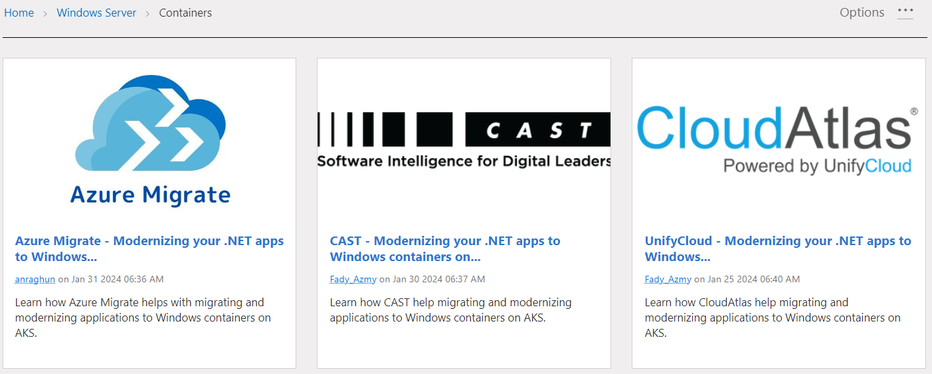 Home > Windows Server > Containers
Options ...
Azure Migrate
Azure Migrate - Modernizing your .NET apps
to Windows...
anraghun on Jan 31 2024 06:36 AM
Learn how Azure Migrate helps with migrating and
modernizing applications to Windows containers on
AKS.
CAST
Software Intelligence for Digital Leaders
CAST - Modernizing your .NET apps to
Windows containers on...
Fady_Azmy on Jan 30 2024 06:37 AM
Learn how CAST help migrating and modernizing
applications to Windows containers on AKS.
CloudAtlas®
Powered by UnifyCloud
UnifyCloud - Modernizing your .NET apps to
Windows...
Fady_Azmy on Jan 25 2024 06:40 AM
Learn how CloudAtlas help migrating and
modernizing applications to Windows containers on
AKS.